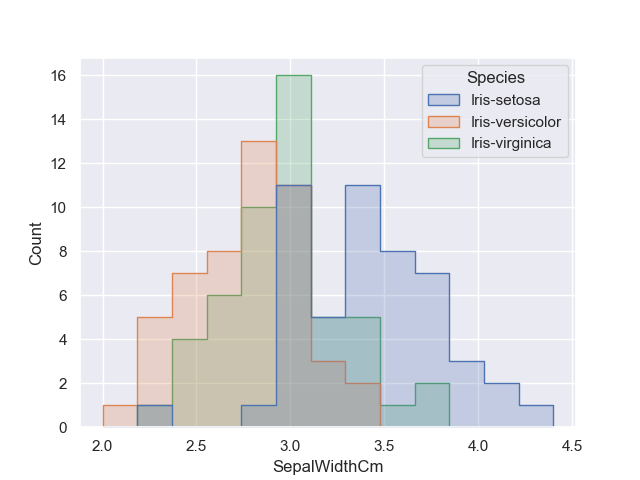 16
14
12
10
8
6
4
2
0
Count
2.0 2.5 3.0 3.5 4.0 4.5
SepalWidthCm
Species
Iris-setosa
Iris-versicolor
Iris-virginica